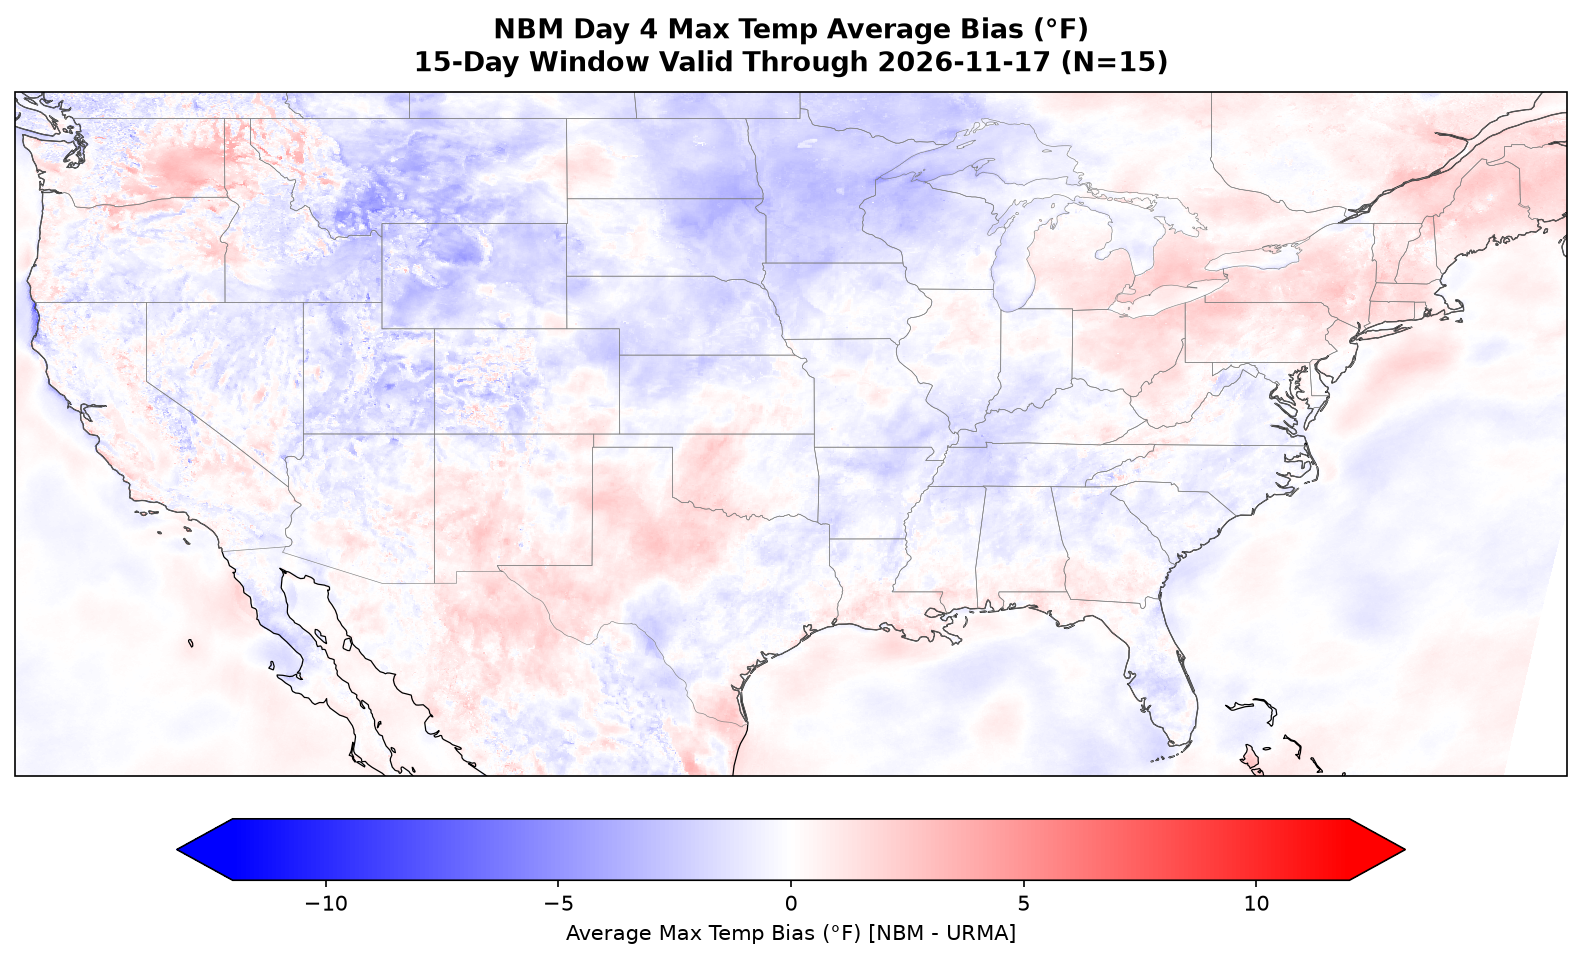 NBM Day 4 Max Temp Average Bias (°F)
15-Day Window Valid Through 2026-11-17 (N=15)
−10 −5 0 5 10
Average Max Temp Bias (°F) [NBM - URMA]